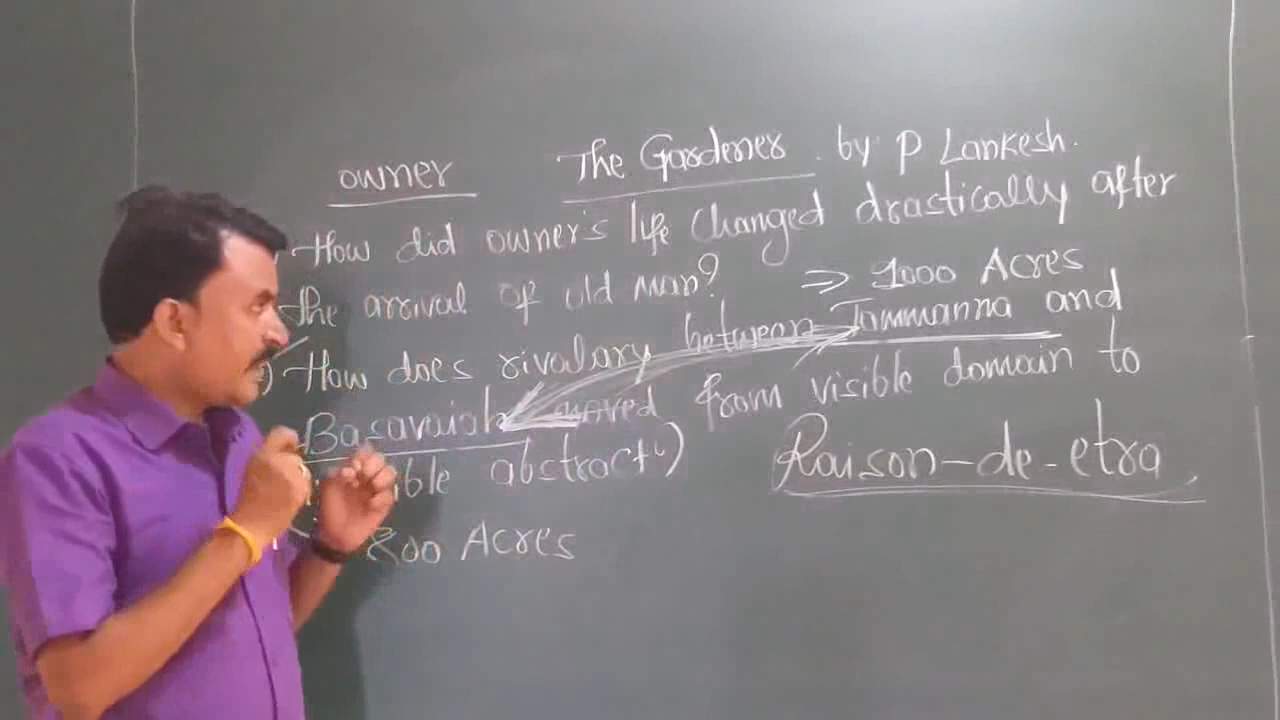 owner The Gardener. by P Lankesh.
How did owner's life changed drastically after
the arrival of old man? ⇒ 1000 Acres
2) How does rivalary between Tammanna and
Basavaiah moved from visible domain to
abstract)
Raison-de-etra
800 Acres